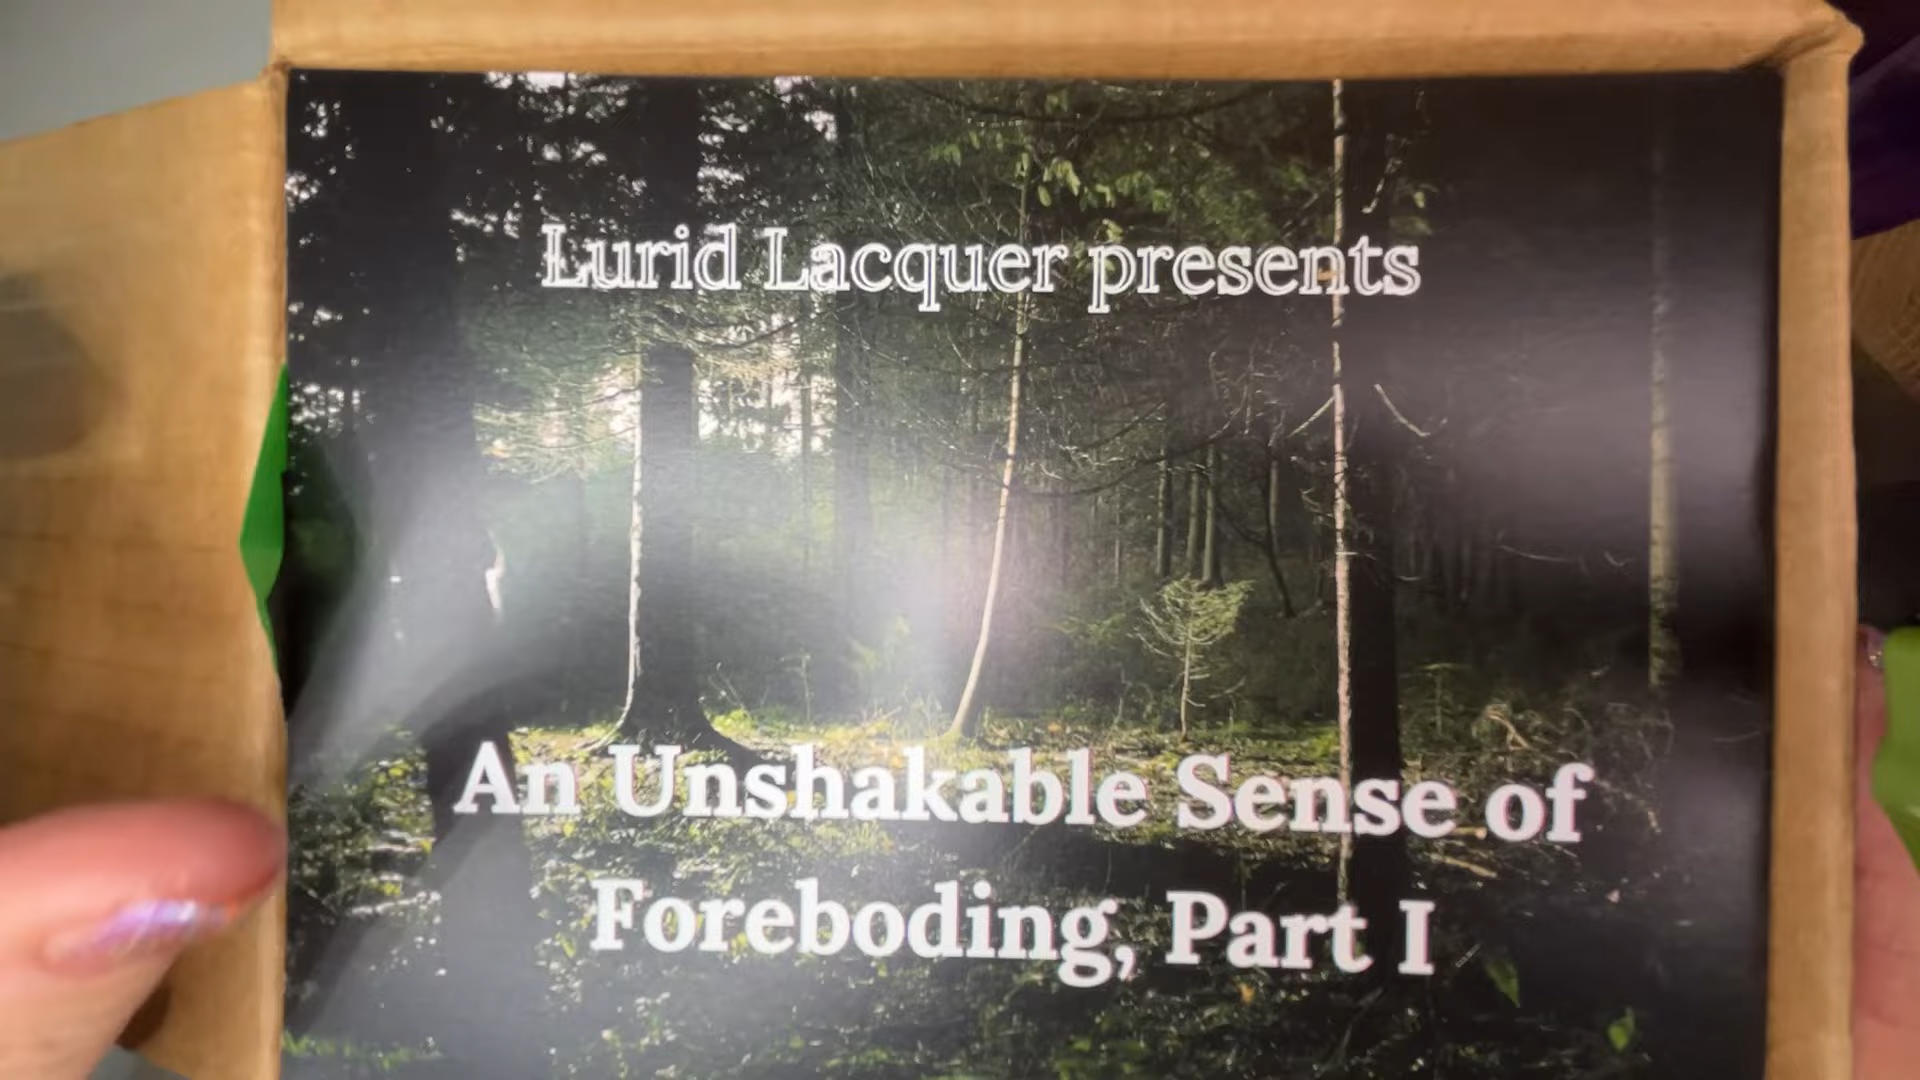 Lurid Lacquer presents
An Unshakable Sense of
Foreboding, Part I